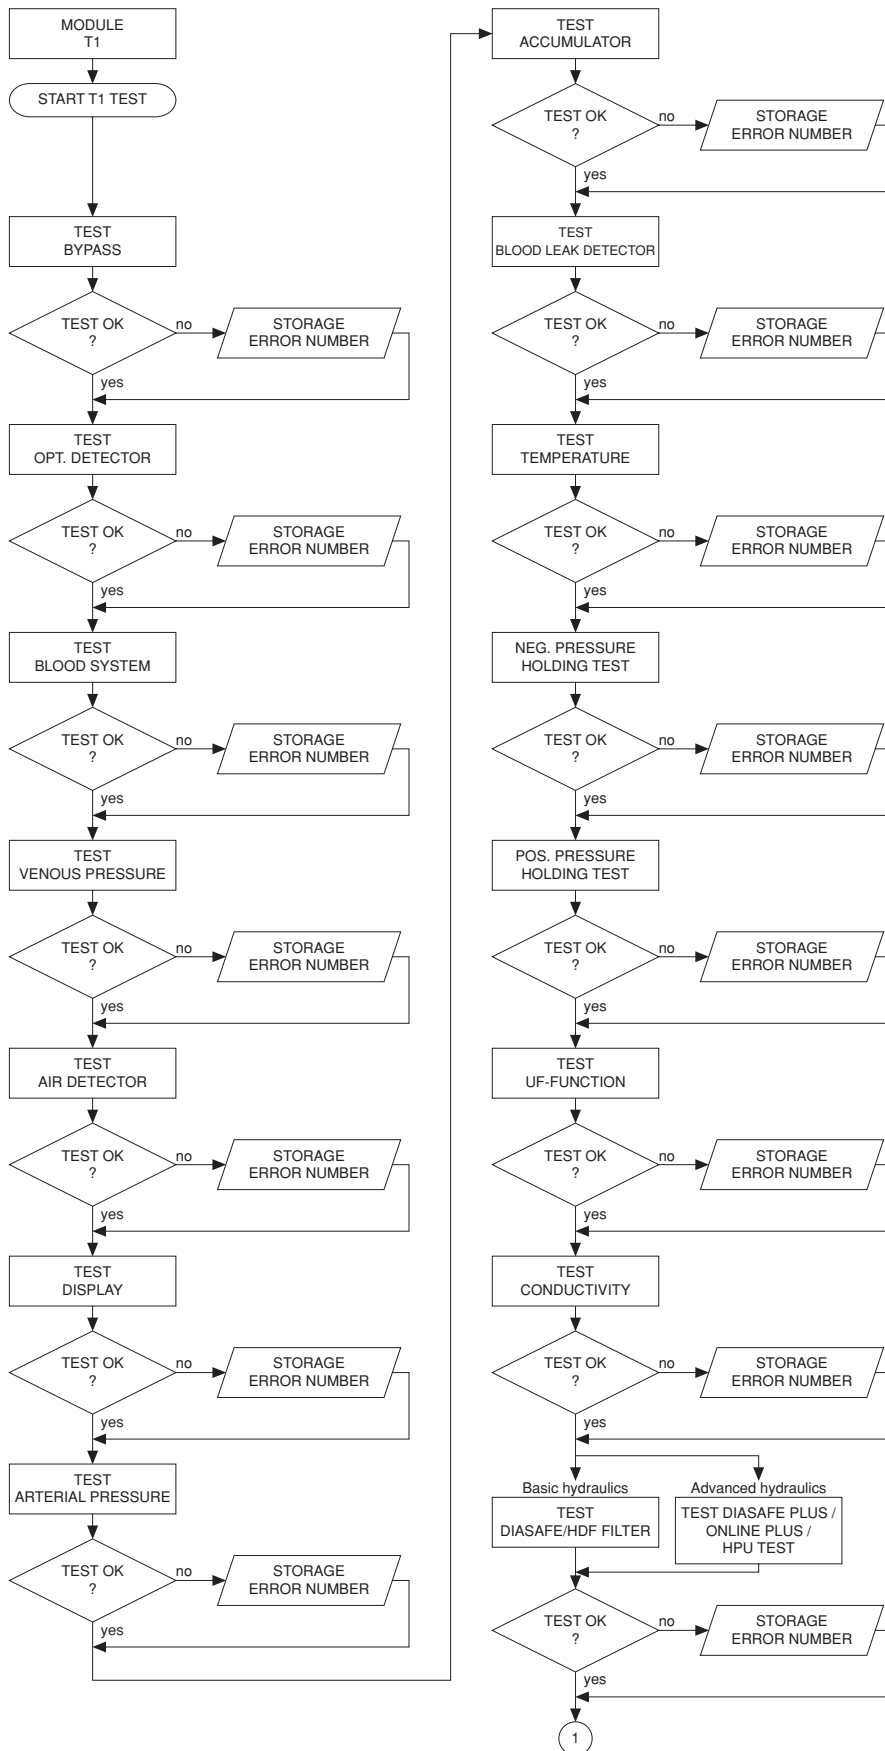 MODULE
T1
START T1 TEST
TEST
BYPASS
TEST OK
?
no
STORAGE
ERROR NUMBER
yes
TEST
OPT. DETECTOR
TEST OK
?
no
STORAGE
ERROR NUMBER
yes
TEST
BLOOD SYSTEM
TEST OK
?
no
STORAGE
ERROR NUMBER
yes
TEST
VENOUS PRESSURE
TEST OK
?
no
STORAGE
ERROR NUMBER
yes
TEST
AIR DETECTOR
TEST OK
?
no
STORAGE
ERROR NUMBER
yes
TEST
DISPLAY
TEST OK
?
no
STORAGE
ERROR NUMBER
yes
TEST
ARTERIAL PRESSURE
TEST OK
?
no
STORAGE
ERROR NUMBER
yes
TEST
ACCUMULATOR
TEST OK
?
no
STORAGE
ERROR NUMBER
yes
TEST
BLOOD LEAK DETECTOR
TEST OK
?
no
STORAGE
ERROR NUMBER
yes
TEST
TEMPERATURE
TEST OK
?
no
STORAGE
ERROR NUMBER
yes
NEG. PRESSURE
HOLDING TEST
TEST OK
?
no
STORAGE
ERROR NUMBER
yes
POS. PRESSURE
HOLDING TEST
TEST OK
?
no
STORAGE
ERROR NUMBER
yes
TEST
UF-FUNCTION
TEST OK
?
no
STORAGE
ERROR NUMBER
yes
TEST
CONDUCTIVITY
TEST OK
?
no
STORAGE
ERROR NUMBER
yes
Basic hydraulics
TEST
DIASAFE/HDF FILTER
Advanced hydraulics
TEST DIASAFE PLUS /
ONLINE PLUS /
HPU TEST
TEST OK
?
no
STORAGE
ERROR NUMBER
yes
1